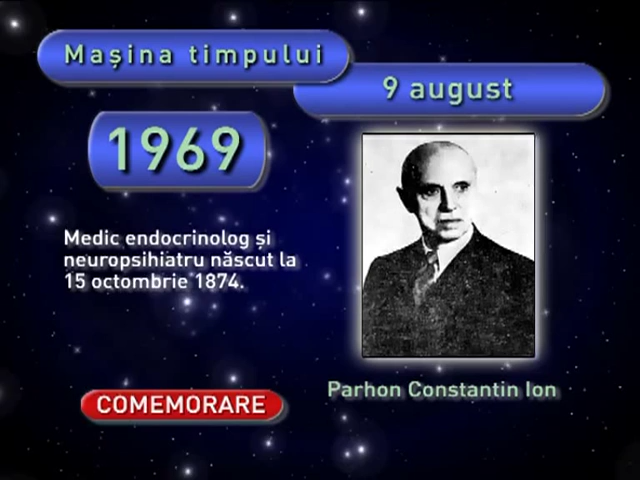 Mașina timpului
9 august
1969
Medic endocrinolog și
neuropsihiatru născut la
15 octombrie 1874.
Parhon Constantin Ion
COMEMORARE